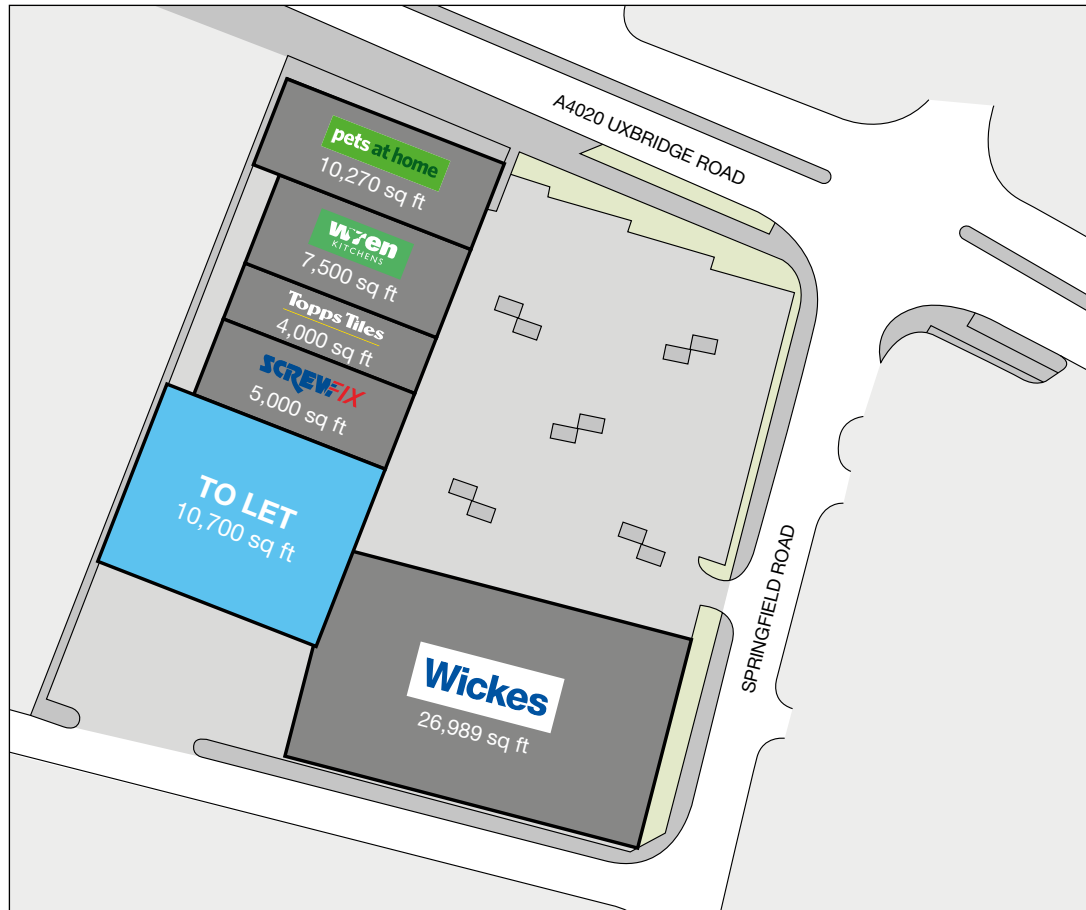 A4020 UXBRIDGE ROAD
pets at home
10,270 sq ft
wren
KITCHENS
7,500 sq ft
Topps Tiles
4,000 sq ft
SCREWFIX
5,000 sq ft
TO LET
10,700 sq ft
SPRINGFIELD ROAD
Wickes
26,989 sq ft